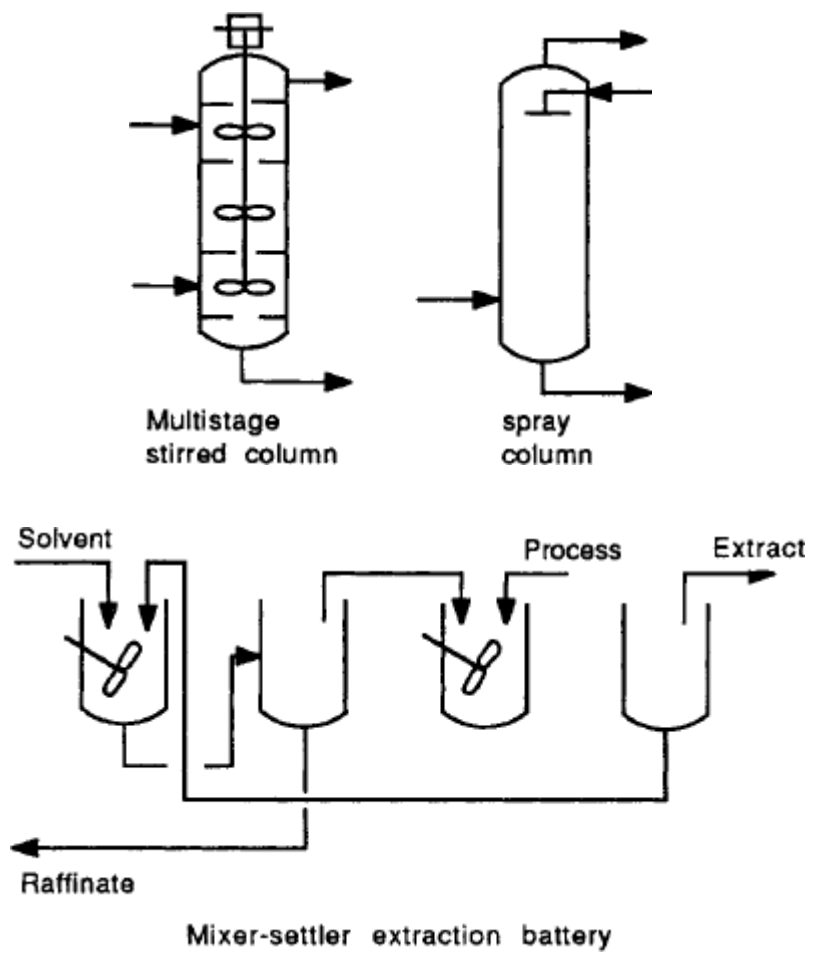 Multistage
stirred column
spray
column
Solvent
Process
Extract
Raffinate
Mixer-settler extraction battery